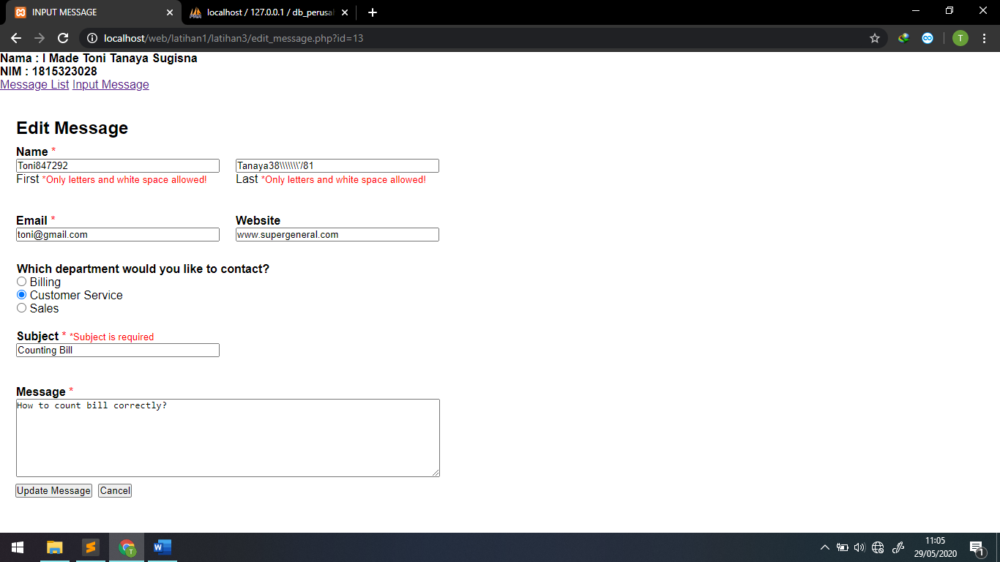 INPUT MESSAGE
localhost / 127.0.0.1 / db_perusal
localhost/web/latihan1/latihan3/edit_message.php?id=13
T
Nama : I Made Toni Tanaya Sugisna
NIM : 1815323028
Message List Input Message
Edit Message
Name *
Toni847292 Tanaya38\\\\\\\'/81
First *Only letters and white space allowed! Last *Only letters and white space allowed!
Email * Website
toni@gmail.com www.supergeneral.com
Which department would you like to contact?
Billing
Customer Service
Sales
Subject * *Subject is required
Counting Bill
Message *
How to count bill correctly?
Update Message Cancel
11:05
29/05/2020
1